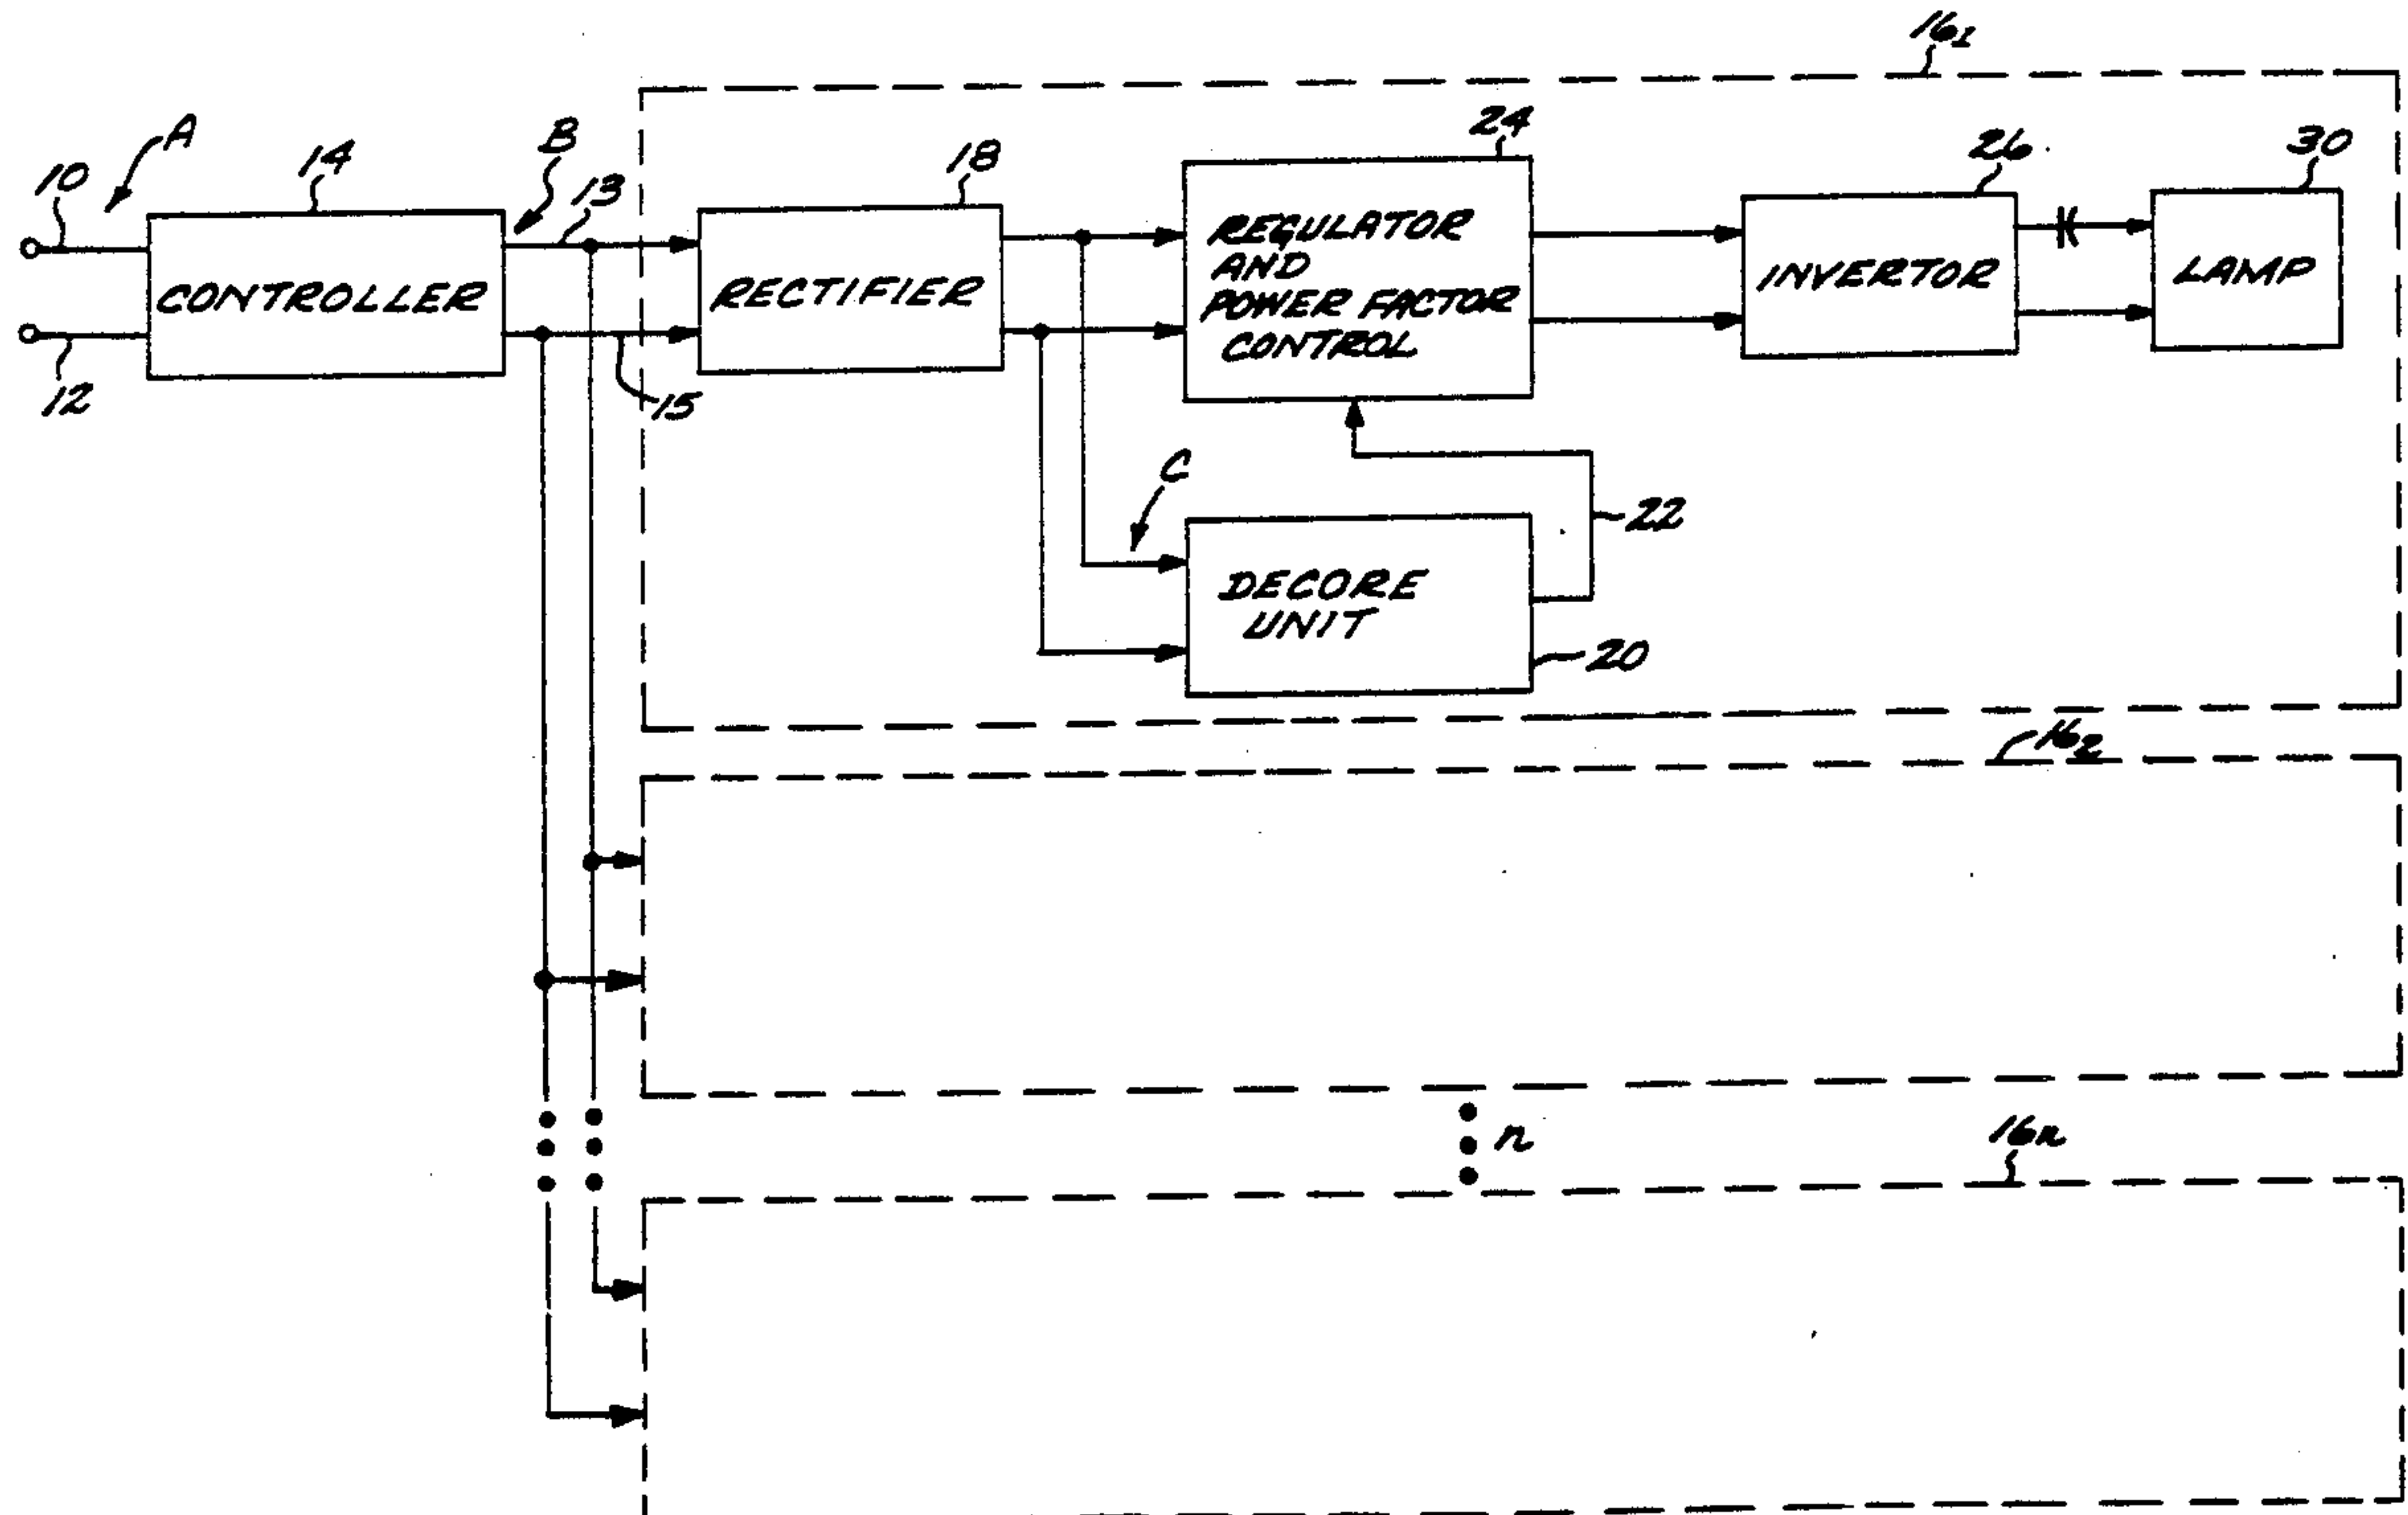 16₁
A
B
24
10
14
13
18
26
30
CONTROLLER
RECTIFIER
REGULATOR
AND
POWER FACTOR
CONTROL
INVERTOR
LAMP
12
15
C
22
DECORE
UNIT
20
16₂
n
16n